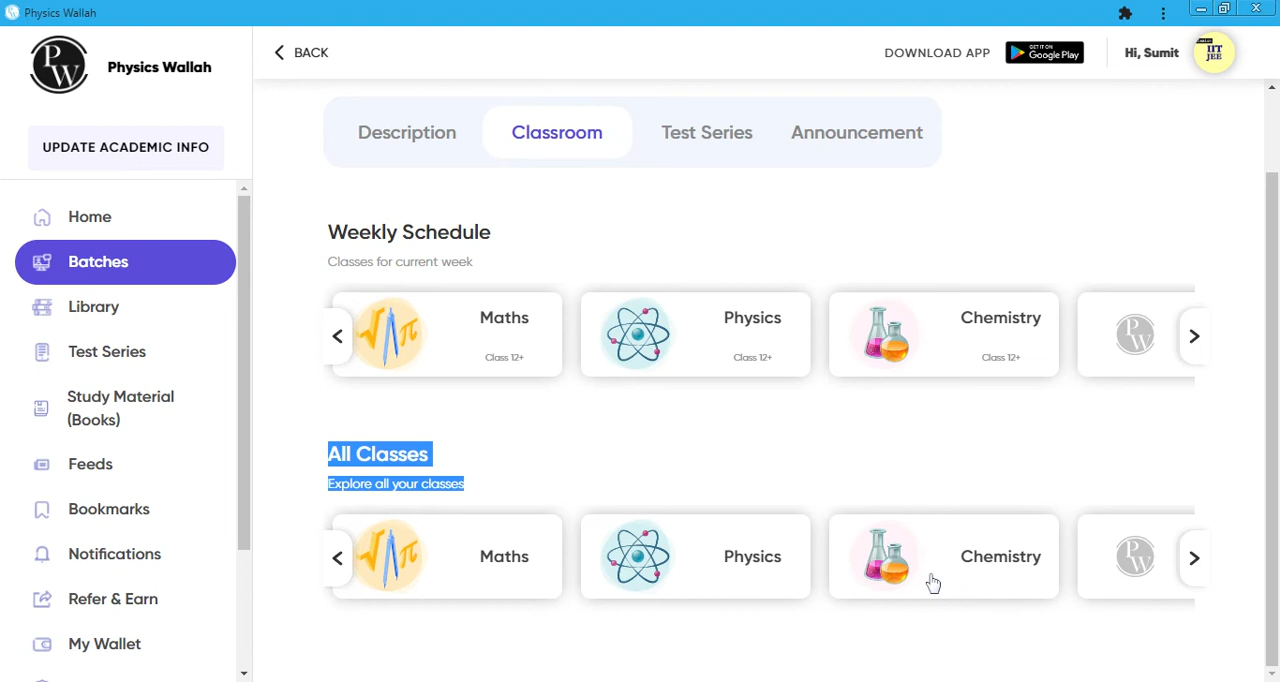 Physics Wallah
PW
Physics Wallah
BACK
DOWNLOAD APP
GET IT ON
Google Play
Hi, Sumit
IIT
JEE
UPDATE ACADEMIC INFO
Home
Batches
Library
Test Series
Study Material
(Books)
Feeds
Bookmarks
Notifications
Refer & Earn
My Wallet
Description
Classroom
Test Series
Announcement
Weekly Schedule
Classes for current week
Maths
Class 12+
Physics
Class 12+
Chemistry
Class 12+
PW
All Classes
Explore all your classes
Maths
Physics
Chemistry
PW